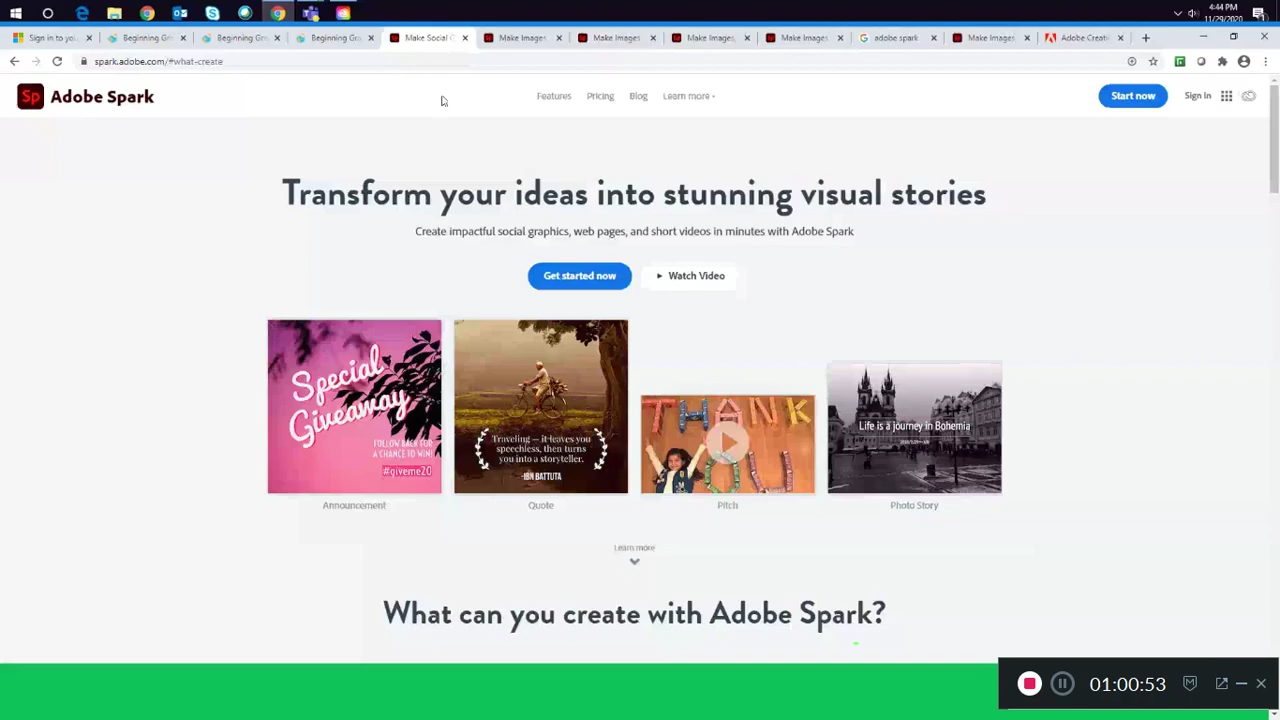 4:44 PM
11/29/2020
Sign in to you
Beginning Gr
Beginning Gr
Beginning Gr
Make Social G
Make Images
Make Images
Make Images
Make Images
adobe spark
Make Images
Adobe Creati
spark.adobe.com/#what-create
Sp Adobe Spark
Features Pricing Blog Learn more
Start now
Sign In
Transform your ideas into stunning visual stories
Create impactful social graphics, web pages, and short videos in minutes with Adobe Spark
Get started now
Watch Video
Special
Giveaway
FOLLOW BACK FOR
A CHANCE TO WIN!
#giveme20
Announcement
Traveling — it leaves you
speechless, then turns
you into a storyteller.
-IBN BATTUTA
Quote
THANK
YOU
Pitch
Life is a journey in Bohemia
Photo Story
Learn more
What can you create with Adobe Spark?
01:00:53